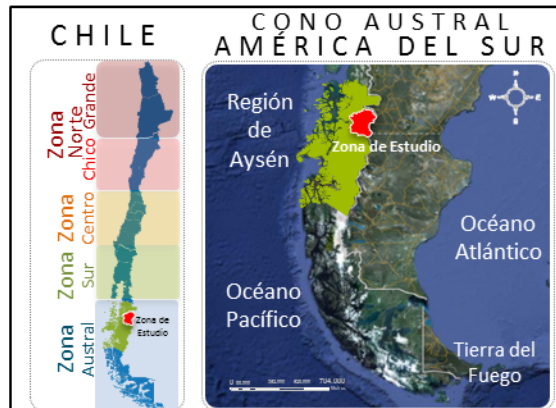 CHILE
Zona
Norte
Grande
Chico
Zona
Centro
Zona
Sur
Zona
Austral
Zona de
Estudio
CONO AUSTRAL
AMÉRICA DEL SUR
Región
de
Aysén
Zona de Estudio
Océano
Atlántico
Océano
Pacífico
Tierra del
Fuego